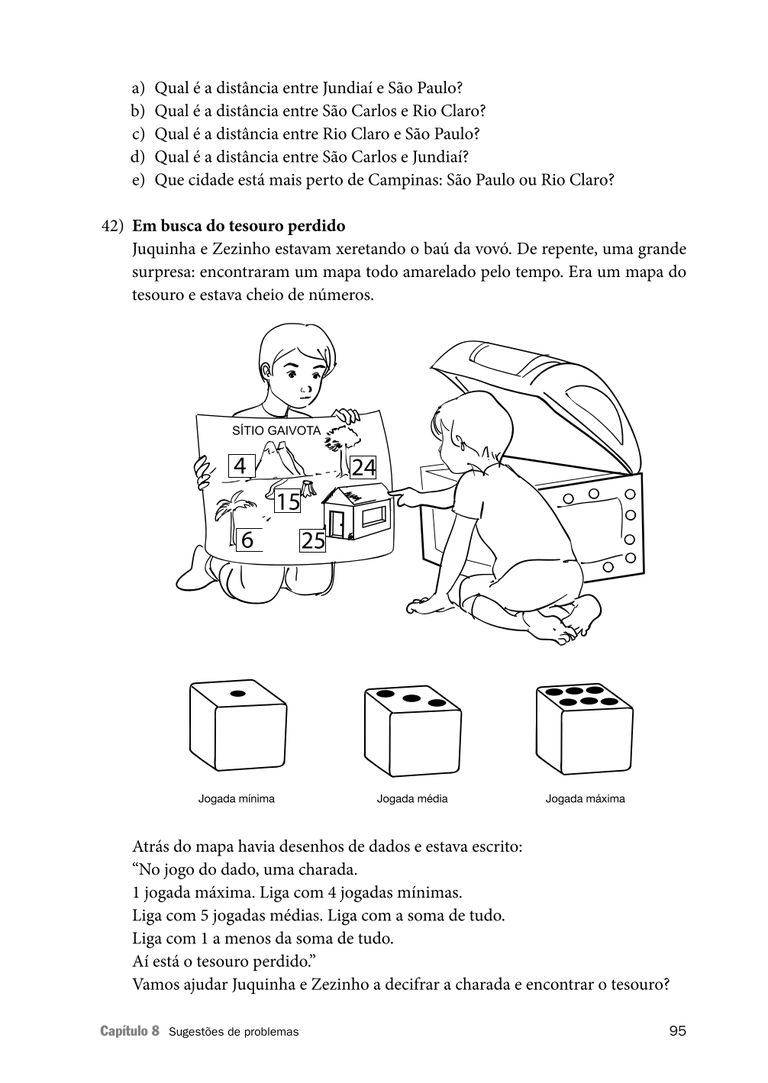 a) Qual é a distância entre Jundiaí e São Paulo?
b) Qual é a distância entre São Carlos e Rio Claro?
c) Qual é a distância entre Rio Claro e São Paulo?
d) Qual é a distância entre São Carlos e Jundiaí?
e) Que cidade está mais perto de Campinas: São Paulo ou Rio Claro?
42) Em busca do tesouro perdido
Juquinha e Zezinho estavam xeretando o baú da vovó. De repente, uma grande
surpresa: encontraram um mapa todo amarelado pelo tempo. Era um mapa do
tesouro e estava cheio de números.
SÍTIO GAIVOTA
4
24
15
6
25
Jogada mínima
Jogada média
Jogada máxima
Atrás do mapa havia desenhos de dados e estava escrito:
“No jogo do dado, uma charada.
1 jogada máxima. Liga com 4 jogadas mínimas.
Liga com 5 jogadas médias. Liga com a soma de tudo.
Liga com 1 a menos da soma de tudo.
Aí está o tesouro perdido.”
Vamos ajudar Juquinha e Zezinho a decifrar a charada e encontrar o tesouro?
Capítulo 8 Sugestões de problemas
95